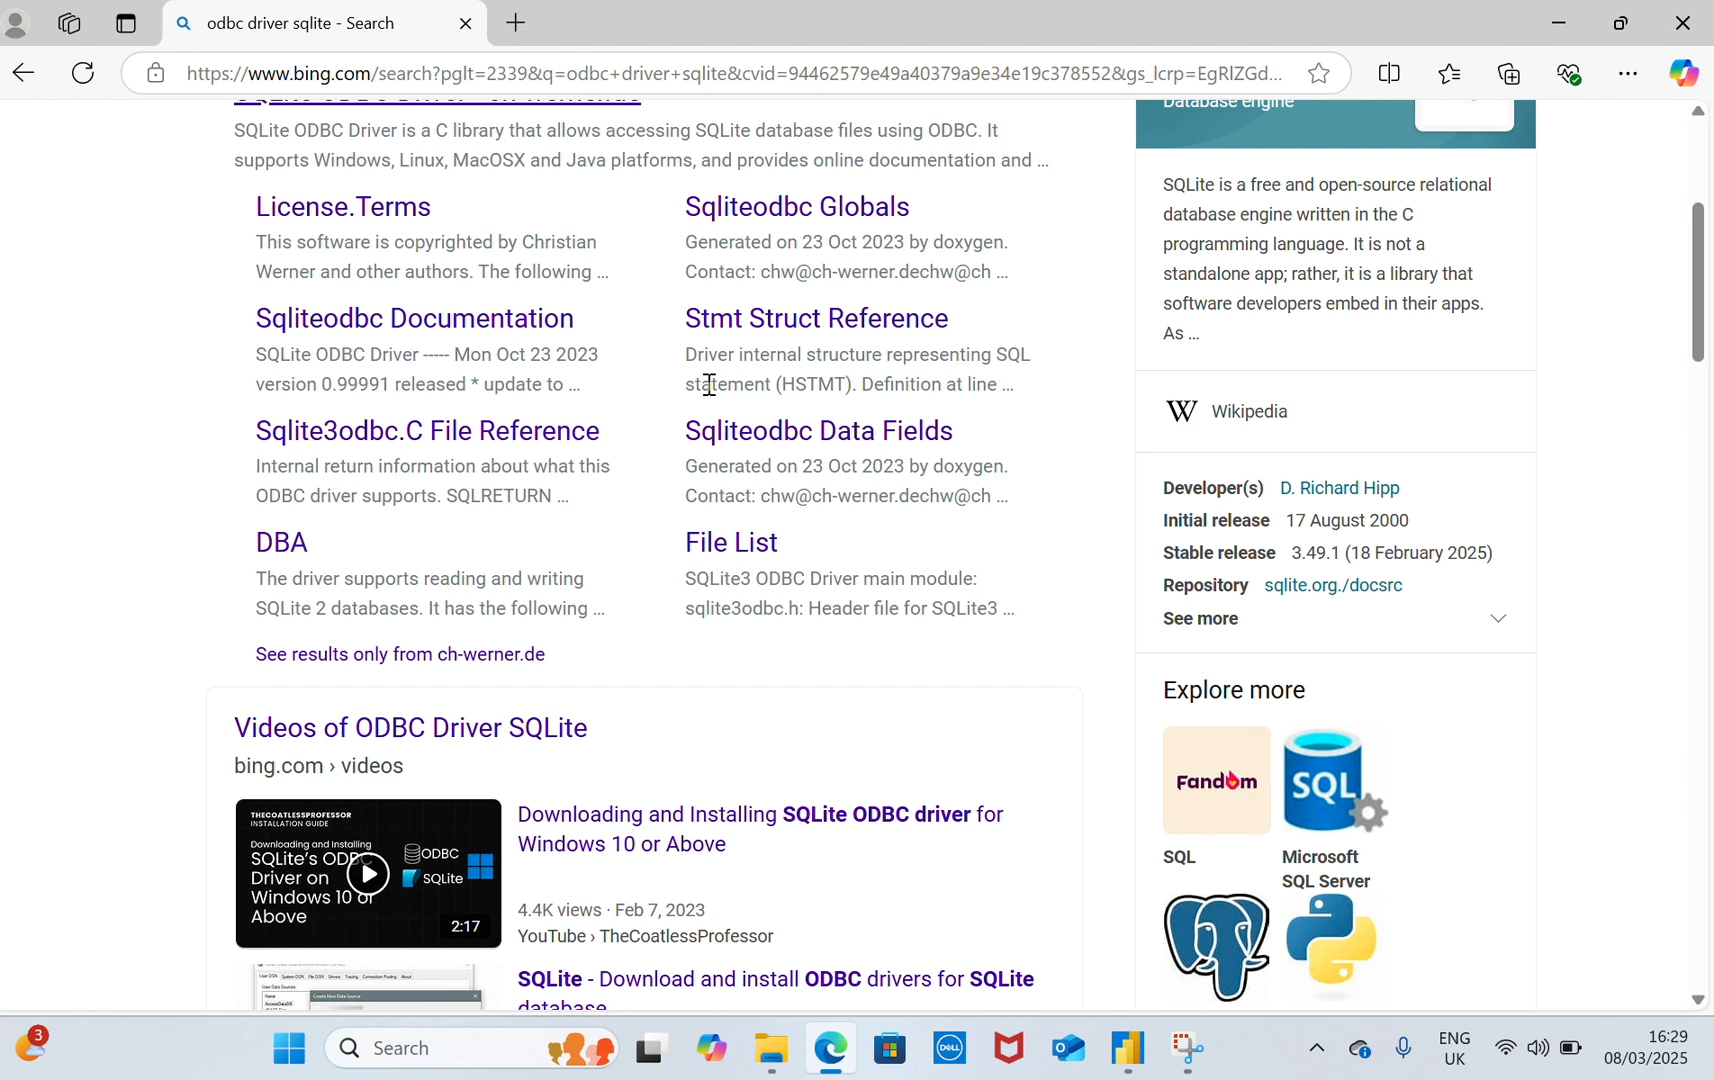 odbc driver sqlite - Search
https://www.bing.com/search?pglt=2339&q=odbc+driver+sqlite&cvid=94462579e49a40379a9e34e19c378552&gs_lcrp=EgRlZGd...
SQLite ODBC Driver is a C library that allows accessing SQLite database files using ODBC. It
supports Windows, Linux, MacOSX and Java platforms, and provides online documentation and ...
License.Terms
This software is copyrighted by Christian
Werner and other authors. The following ...
Sqliteodbc Globals
Generated on 23 Oct 2023 by doxygen.
Contact: chw@ch-werner.dechw@ch ...
Sqliteodbc Documentation
SQLite ODBC Driver ----- Mon Oct 23 2023
version 0.99991 released * update to ...
Stmt Struct Reference
Driver internal structure representing SQL
statement (HSTMT). Definition at line ...
Sqlite3odbc.C File Reference
Internal return information about what this
ODBC driver supports. SQLRETURN ...
Sqliteodbc Data Fields
Generated on 23 Oct 2023 by doxygen.
Contact: chw@ch-werner.dechw@ch ...
DBA
The driver supports reading and writing
SQLite 2 databases. It has the following ...
File List
SQLite3 ODBC Driver main module:
sqlite3odbc.h: Header file for SQLite3 ...
See results only from ch-werner.de
Videos of ODBC Driver SQLite
bing.com › videos
THECOATLESSPROFESSOR
INSTALLATION GUIDE
Downloading and Installing
SQLite's ODBC
Driver on
Windows 10 or
Above
ODBC
SQLite
2:17
Downloading and Installing SQLite ODBC driver for
Windows 10 or Above
4.4K views · Feb 7, 2023
YouTube › TheCoatlessProfessor
Create New Data Source
SQLite - Download and install ODBC drivers for SQLite
database
Database engine
SQLite is a free and open-source relational
database engine written in the C
programming language. It is not a
standalone app; rather, it is a library that
software developers embed in their apps.
As ...
W Wikipedia
Developer(s) D. Richard Hipp
Initial release 17 August 2000
Stable release 3.49.1 (18 February 2025)
Repository sqlite.org./docsrc
See more
Explore more
Fandom
SQL
SQL
Microsoft
SQL Server
3
Search
DELL
ENG
UK
16:29
08/03/2025